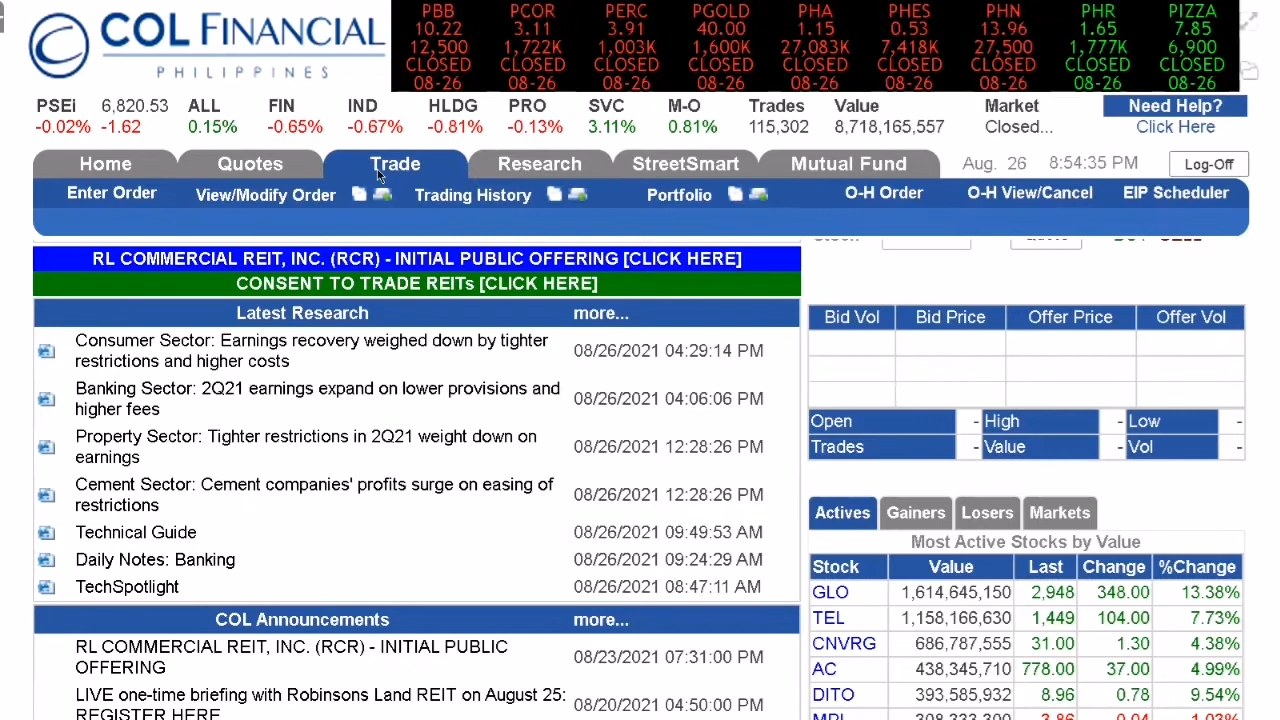 COL FINANCIAL
PHILIPPINES
PBB PCOR PERC PGOLD PHA PHES PHN PHR PIZZA
10.22 3.11 3.91 40.00 1.15 0.53 13.96 1.65 7.85
12,500 1,722K 1,003K 1,600K 27,083K 7,418K 27,500 1,777K 6,900
CLOSED CLOSED CLOSED CLOSED CLOSED CLOSED CLOSED CLOSED CLOSED
08-26 08-26 08-26 08-26 08-26 08-26 08-26 08-26 08-26
PSEi 6,820.53 ALL FIN IND HLDG PRO SVC M-O Trades Value Market Need Help?
-0.02% -1.62 0.15% -0.65% -0.67% -0.81% -0.13% 3.11% 0.81% 115,302 8,718,165,557 Closed... Click Here
Home Quotes Trade Research StreetSmart Mutual Fund Aug. 26 8:54:35 PM Log-Off
Enter Order View/Modify Order Trading History Portfolio O-H Order O-H View/Cancel EIP Scheduler
RL COMMERCIAL REIT, INC. (RCR) - INITIAL PUBLIC OFFERING [CLICK HERE]
CONSENT TO TRADE REITs [CLICK HERE]
Latest Research more...
Consumer Sector: Earnings recovery weighed down by tighter
restrictions and higher costs
08/26/2021 04:29:14 PM
Banking Sector: 2Q21 earnings expand on lower provisions and
higher fees
08/26/2021 04:06:06 PM
Property Sector: Tighter restrictions in 2Q21 weight down on
earnings
08/26/2021 12:28:26 PM
Cement Sector: Cement companies' profits surge on easing of
restrictions
08/26/2021 12:28:26 PM
Technical Guide 08/26/2021 09:49:53 AM
Daily Notes: Banking 08/26/2021 09:24:29 AM
TechSpotlight 08/26/2021 08:47:11 AM
COL Announcements more...
RL COMMERCIAL REIT, INC. (RCR) - INITIAL PUBLIC
OFFERING
08/23/2021 07:31:00 PM
LIVE one-time briefing with Robinsons Land REIT on August 25:
REGISTER HERE
08/20/2021 04:50:00 PM
Bid Vol Bid Price Offer Price Offer Vol
Open - High - Low -
Trades - Value - Vol -
Actives Gainers Losers Markets
Most Active Stocks by Value
Stock Value Last Change %Change
GLO 1,614,645,150 2,948 348.00 13.38%
TEL 1,158,166,630 1,449 104.00 7.73%
CNVRG 686,787,555 31.00 1.30 4.38%
AC 438,345,710 778.00 37.00 4.99%
DITO 393,585,932 8.96 0.78 9.54%